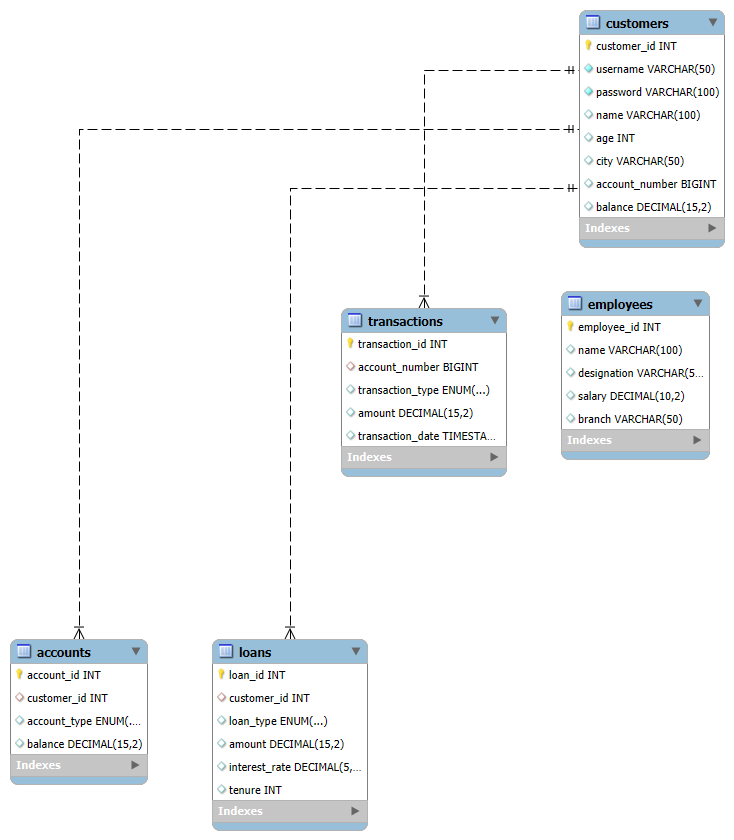 customers
customer_id INT
username VARCHAR(50)
password VARCHAR(100)
name VARCHAR(100)
age INT
city VARCHAR(50)
account_number BIGINT
balance DECIMAL(15,2)
Indexes
transactions
transaction_id INT
account_number BIGINT
transaction_type ENUM(...)
amount DECIMAL(15,2)
transaction_date TIMESTA...
Indexes
employees
employee_id INT
name VARCHAR(100)
designation VARCHAR(5...
salary DECIMAL(10,2)
branch VARCHAR(50)
Indexes
accounts
account_id INT
customer_id INT
account_type ENUM(....
balance DECIMAL(15,2)
Indexes
loans
loan_id INT
customer_id INT
loan_type ENUM(...)
amount DECIMAL(15,2)
interest_rate DECIMAL(5,...
tenure INT
Indexes